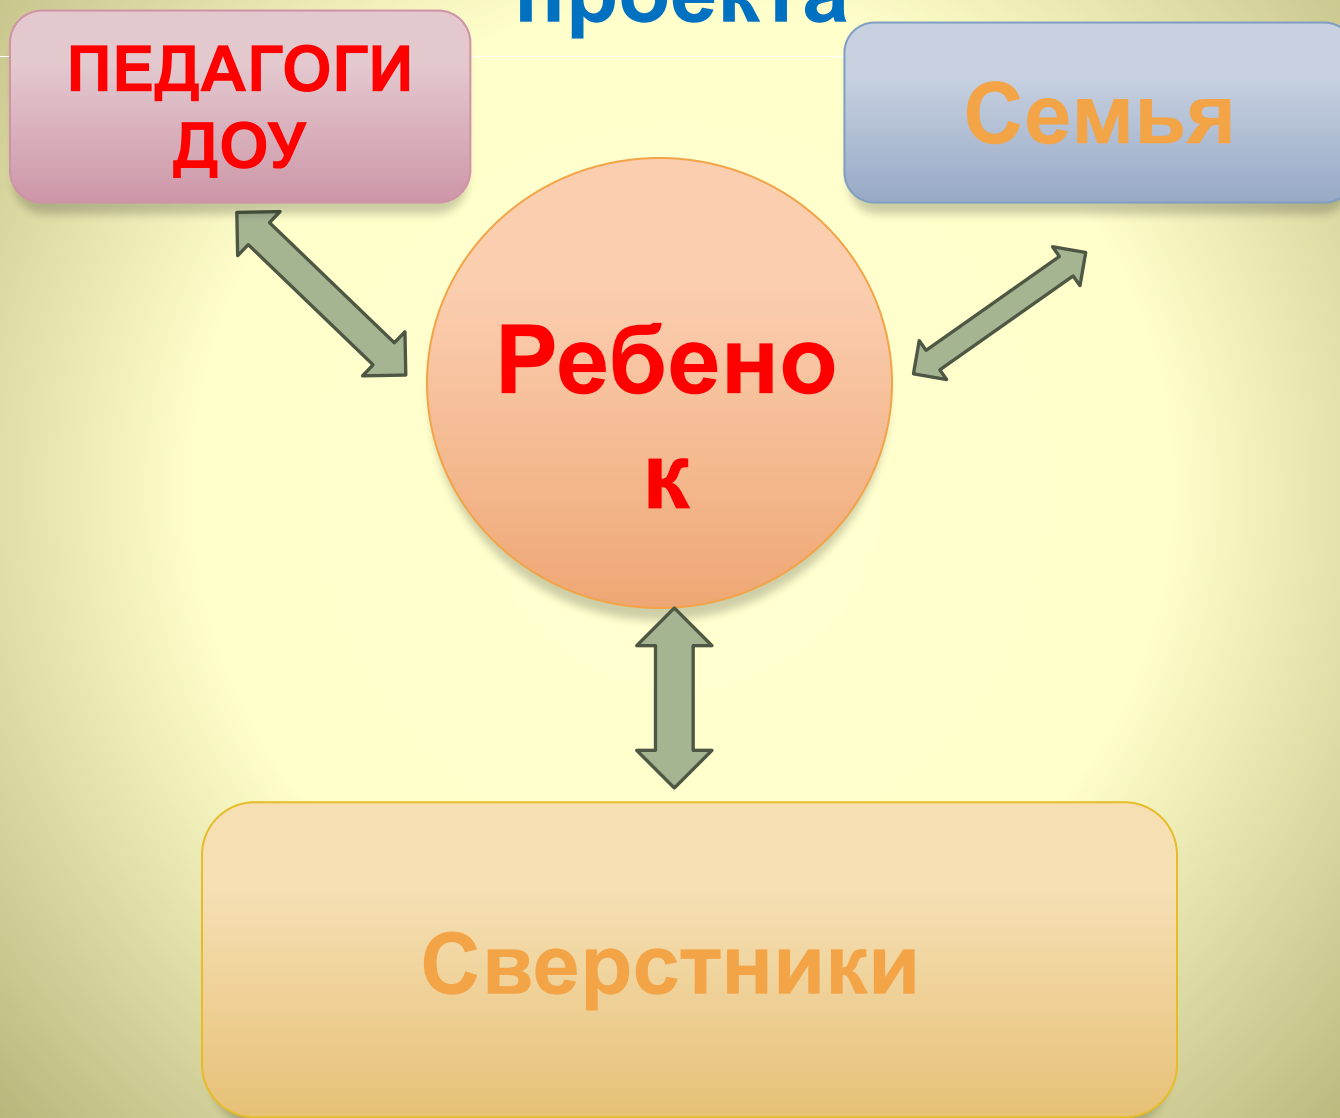 проекта
ПЕДАГОГИ
ДОУ
Семья
Ребено
к
Сверстники